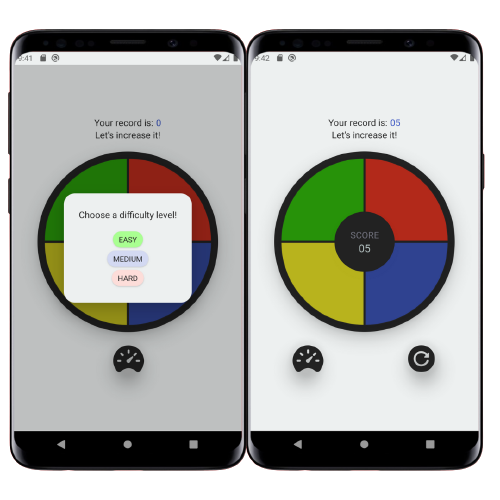 9:41
Your record is: 0
Let's increase it!
Choose a difficulty level!
EASY
MEDIUM
HARD
9:42
Your record is: 05
Let's increase it!
SCORE
05